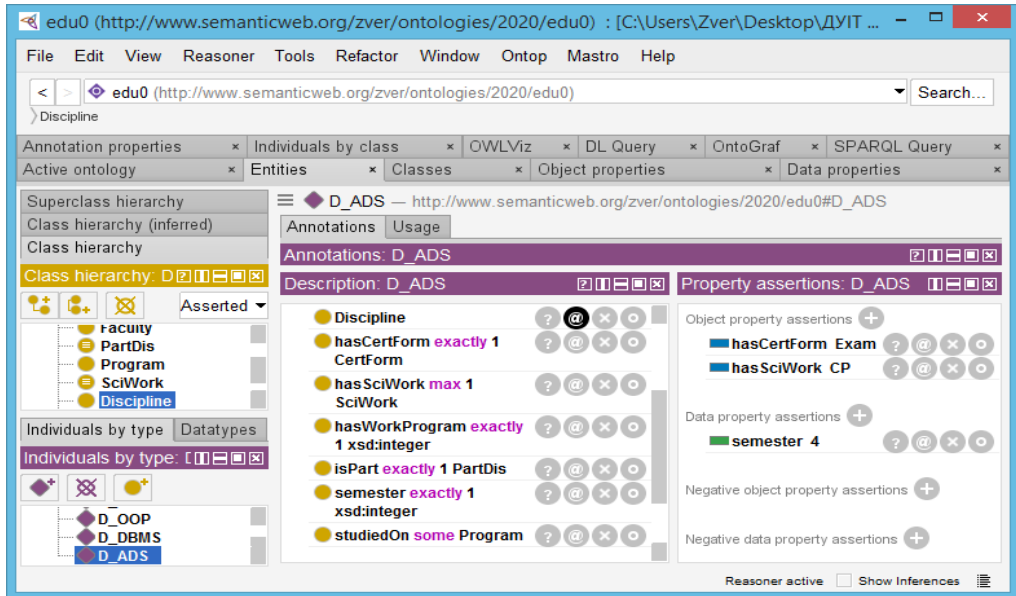 edu0 (http://www.semanticweb.org/zver/ontologies/2020/edu0) : [C:\Users\Zver\Desktop\ДУІТ ...
File Edit View Reasoner Tools Refactor Window Ontop Mastro Help
< > edu0 (http://www.semanticweb.org/zver/ontologies/2020/edu0) Search...
Discipline
Annotation properties × Individuals by class × OWLViz × DL Query × OntoGraf × SPARQL Query ×
Active ontology × Entities × Classes × Object properties × Data properties ×
Superclass hierarchy
Class hierarchy (inferred)
Class hierarchy
Class hierarchy: D
Asserted
Faculty
PartDis
Program
SciWork
Discipline
Individuals by type Datatypes
Individuals by type:
D_OOP
D_DBMS
D_ADS
D_ADS — http://www.semanticweb.org/zver/ontologies/2020/edu0#D_ADS
Annotations Usage
Annotations: D_ADS
Description: D_ADS
Discipline
hasCertForm exactly 1
CertForm
hasSciWork max 1
SciWork
hasWorkProgram exactly
1 xsd:integer
isPart exactly 1 PartDis
semester exactly 1
xsd:integer
studiedOn some Program
Property assertions: D_ADS
Object property assertions
hasCertForm Exam
hasSciWork CP
Data property assertions
semester 4
Negative object property assertions
Negative data property assertions
Reasoner active Show Inferences